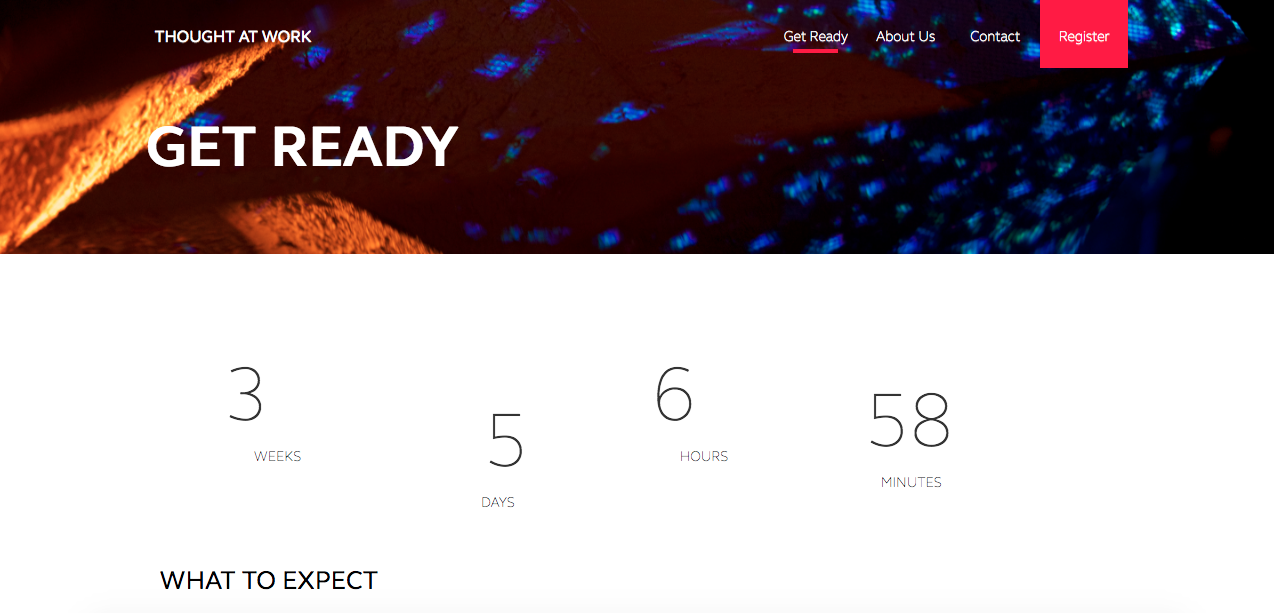 THOUGHT AT WORK
Get Ready
About Us
Contact
Register
GET READY
3
WEEKS
5
DAYS
6
HOURS
58
MINUTES
WHAT TO EXPECT